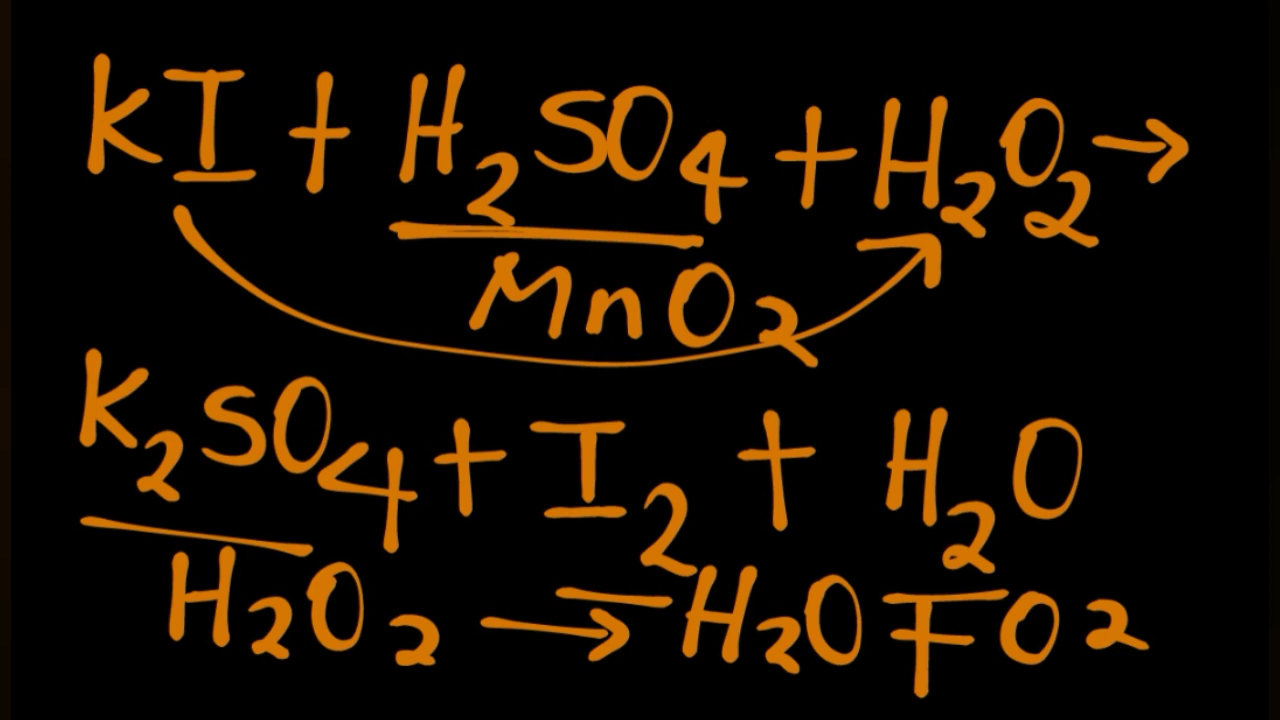 KI + H2SO4 + H2O2 →
MnO2
K2SO4 + I2 + H2O
H2O2 → H2O + O2